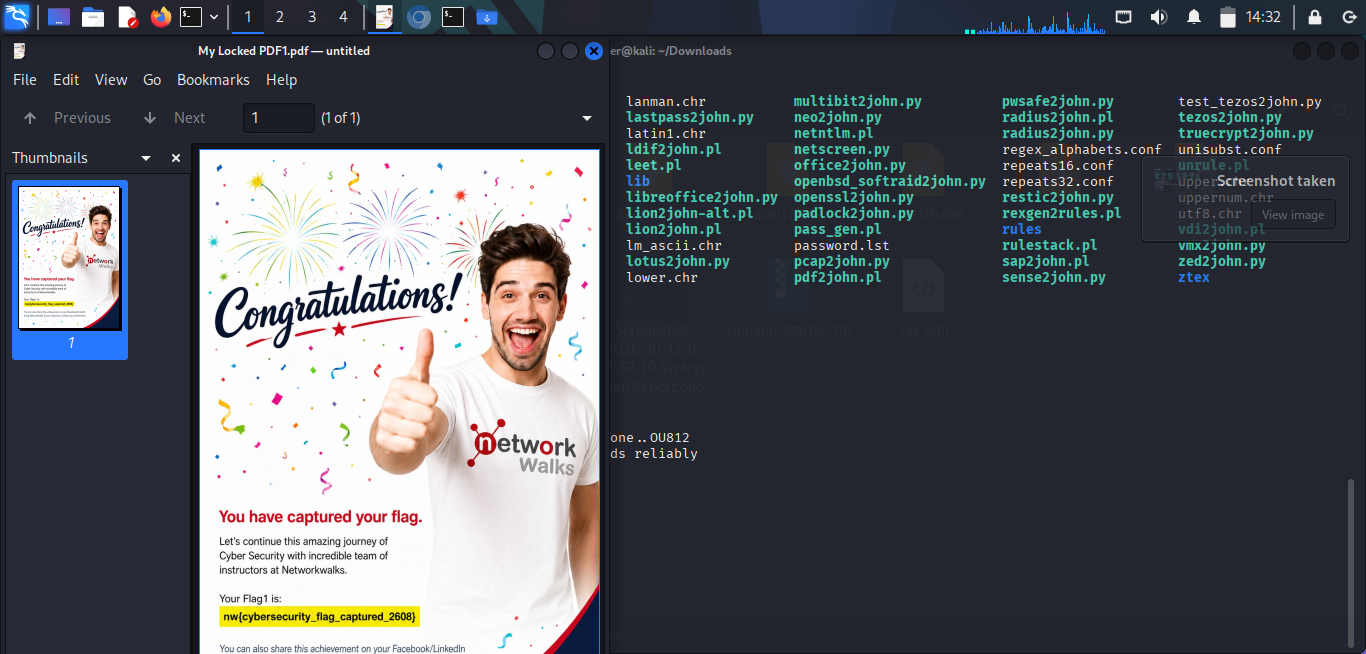 1 2 3 4
14:32
My Locked PDF1.pdf — untitled
File Edit View Go Bookmarks Help
Previous Next 1 (1 of 1)
Thumbnails
1
Congratulations!
network
Walks
You have captured your flag.
Let's continue this amazing journey of
Cyber Security with incredible team of
instructors at Networkwalks.
Your Flag1 is:
nw{cybersecurity_flag_captured_2608}
You can also share this achievement on your Facebook/LinkedIn
er@kali: ~/Downloads
lanman.chr multibit2john.py pwsafe2john.py test_tezos2john.py
lastpass2john.py neo2john.py radius2john.pl tezos2john.py
latin1.chr netntlm.pl radius2john.py truecrypt2john.py
ldif2john.pl netscreen.py regex_alphabets.conf unisubst.conf
leet.pl office2john.py repeats16.conf unrule.pl
lib openbsd_softraid2john.py repeats32.conf
libreoffice2john.py openssl2john.py restic2john.py uppernum.chr
lion2john-alt.pl padlock2john.py rexgen2rules.pl utf8.chr
lion2john.pl pass_gen.pl rules vdi2john.pl
lm_ascii.chr password.lst rulestack.pl vmx2john.py
lotus2john.py pcap2john.py sap2john.pl zed2john.py
lower.chr pdf2john.pl sense2john.py ztex
Screenshot taken
View image
Screenshot vulnapp-starter.zip xxe.xml
one..OU812
ds reliably